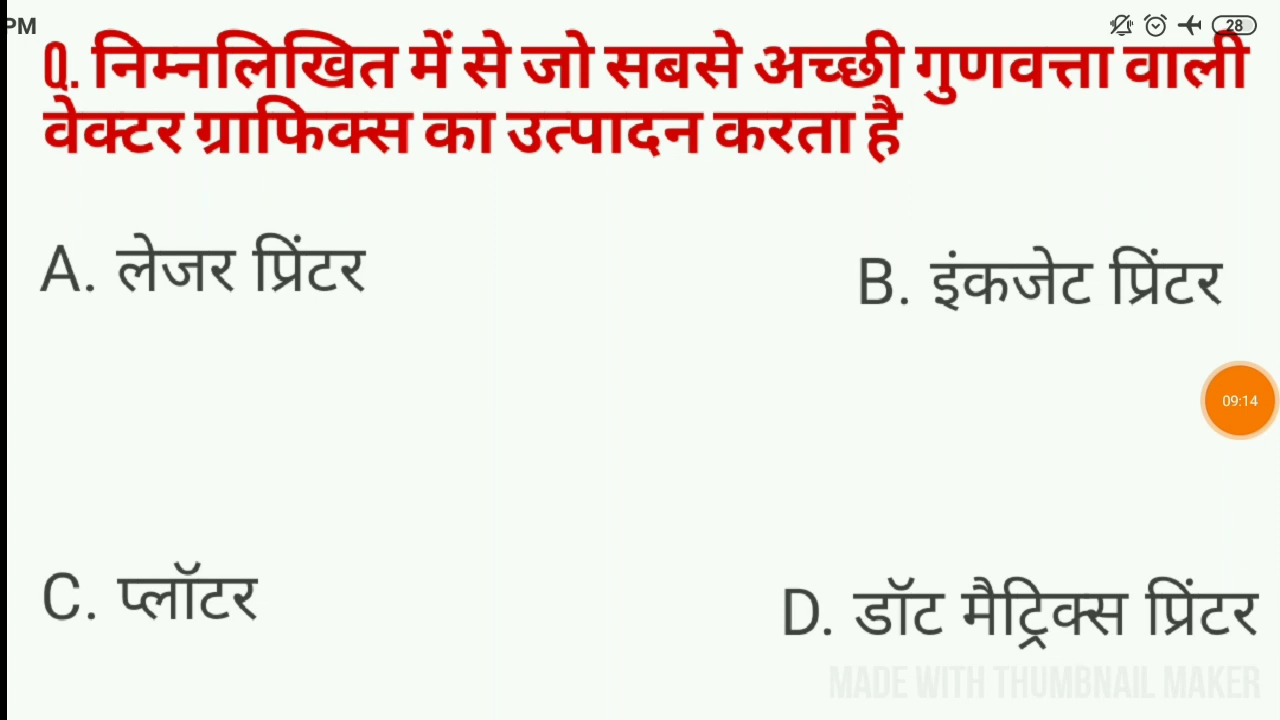 PM
28
Q. निम्नलिखित में से जो सबसे अच्छी गुणवत्ता वाली
वेक्टर ग्राफिक्स का उत्पादन करता है
A. लेजर प्रिंटर
B. इंकजेट प्रिंटर
09:14
C. प्लॉटर
D. डॉट मैट्रिक्स प्रिंटर
MADE WITH THUMBNAIL MAKER